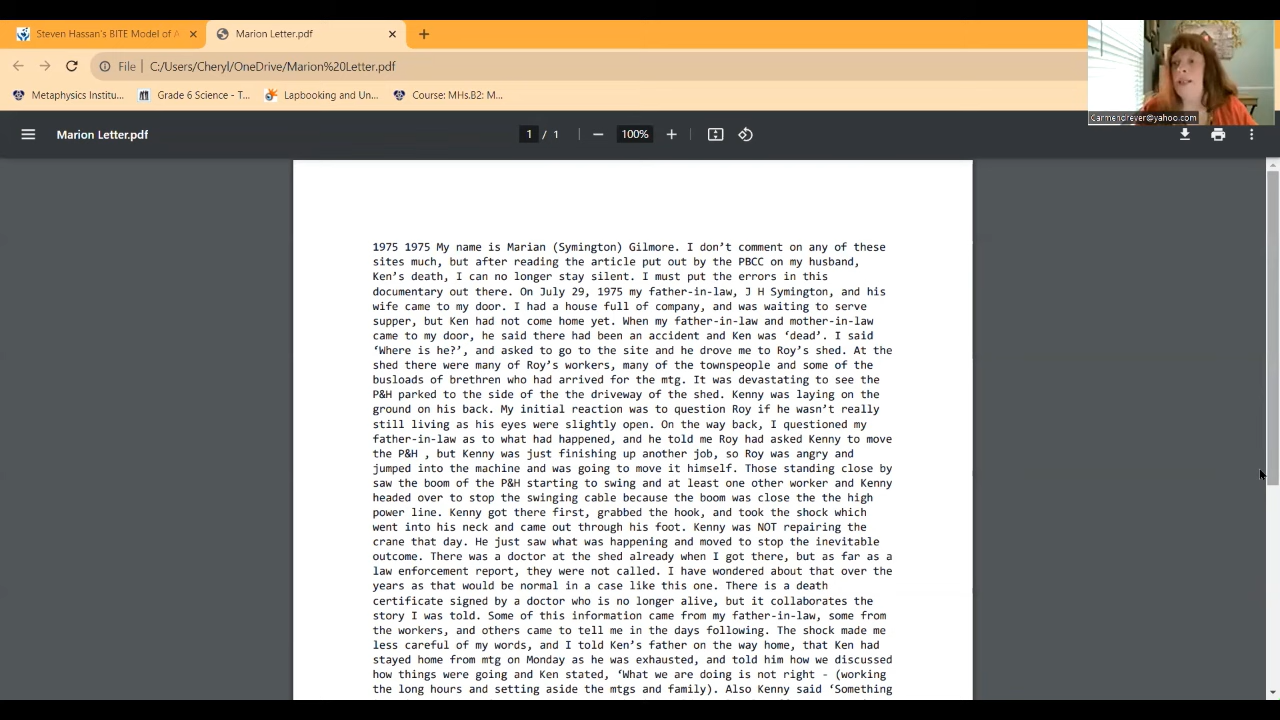 Steven Hassan's BITE Model of A
Marion Letter.pdf
File | C:/Users/Cheryl/OneDrive/Marion%20Letter.pdf
Metaphysics Institu... Grade 6 Science - T... Lapbooking and Un... Course: MHs.B2: M...
Carmendrever@yahoo.com
Marion Letter.pdf 1 / 1 100%
1975 1975 My name is Marian (Symington) Gilmore. I don’t comment on any of these
sites much, but after reading the article put out by the PBCC on my husband,
Ken’s death, I can no longer stay silent. I must put the errors in this
documentary out there. On July 29, 1975 my father-in-law, J H Symington, and his
wife came to my door. I had a house full of company, and was waiting to serve
supper, but Ken had not come home yet. When my father-in-law and mother-in-law
came to my door, he said there had been an accident and Ken was ‘dead’. I said
‘Where is he?’, and asked to go to the site and he drove me to Roy’s shed. At the
shed there were many of Roy’s workers, many of the townspeople and some of the
busloads of brethren who had arrived for the mtg. It was devastating to see the
P&H parked to the side of the the driveway of the shed. Kenny was laying on the
ground on his back. My initial reaction was to question Roy if he wasn’t really
still living as his eyes were slightly open. On the way back, I questioned my
father-in-law as to what had happened, and he told me Roy had asked Kenny to move
the P&H , but Kenny was just finishing up another job, so Roy was angry and
jumped into the machine and was going to move it himself. Those standing close by
saw the boom of the P&H starting to swing and at least one other worker and Kenny
headed over to stop the swinging cable because the boom was close the the high
power line. Kenny got there first, grabbed the hook, and took the shock which
went into his neck and came out through his foot. Kenny was NOT repairing the
crane that day. He just saw what was happening and moved to stop the inevitable
outcome. There was a doctor at the shed already when I got there, but as far as a
law enforcement report, they were not called. I have wondered about that over the
years as that would be normal in a case like this one. There is a death
certificate signed by a doctor who is no longer alive, but it collaborates the
story I was told. Some of this information came from my father-in-law, some from
the workers, and others came to tell me in the days following. The shock made me
less careful of my words, and I told Ken’s father on the way home, that Ken had
stayed home from mtg on Monday as he was exhausted, and told him how we discussed
how things were going and Ken stated, ‘What we are doing is not right - (working
the long hours and setting aside the mtgs and family). Also Kenny said ‘Something